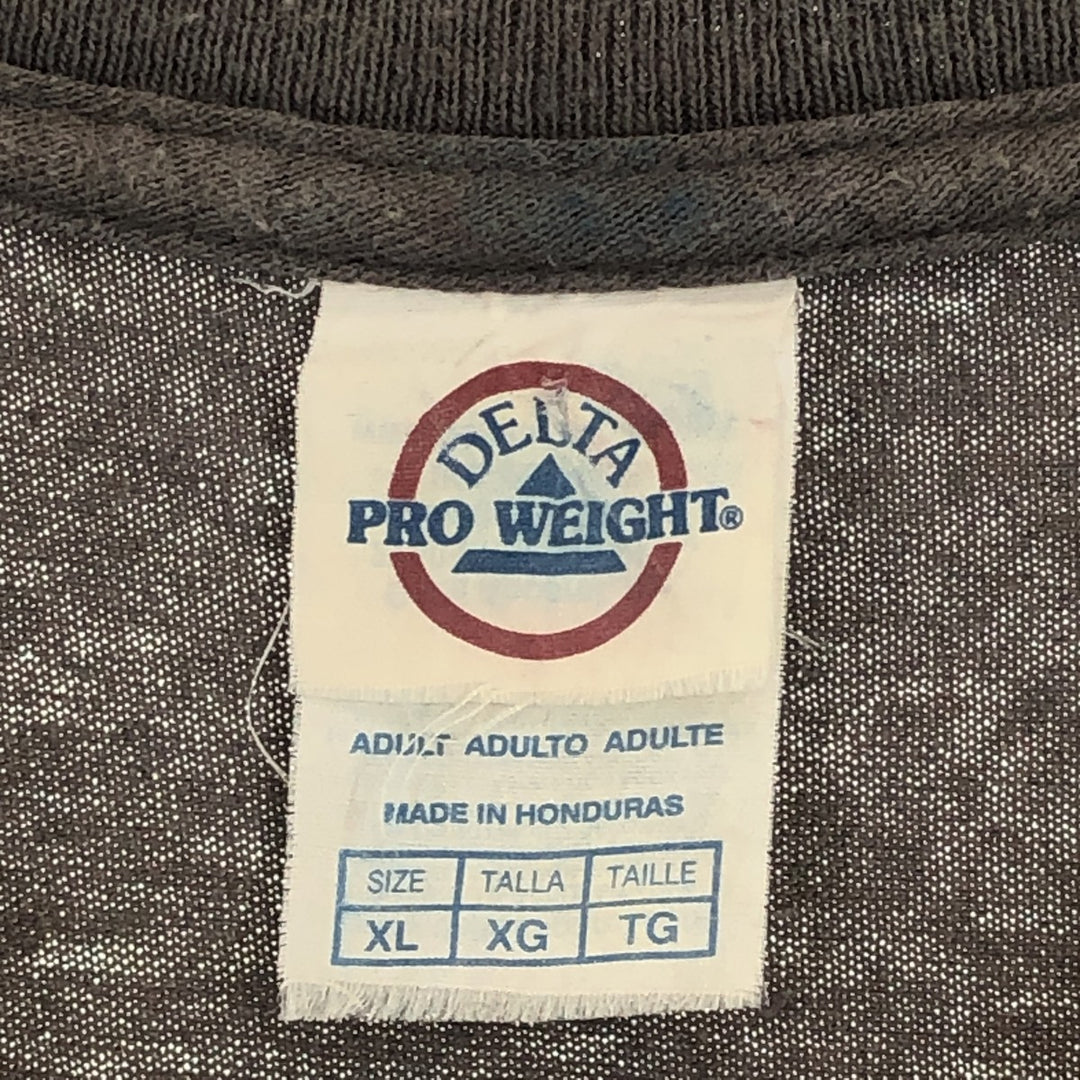 DELTA
PRO WEIGHT®
ADULT ADULTO ADULTE
MADE IN HONDURAS
SIZE TALLA TAILLE
XL XG TG